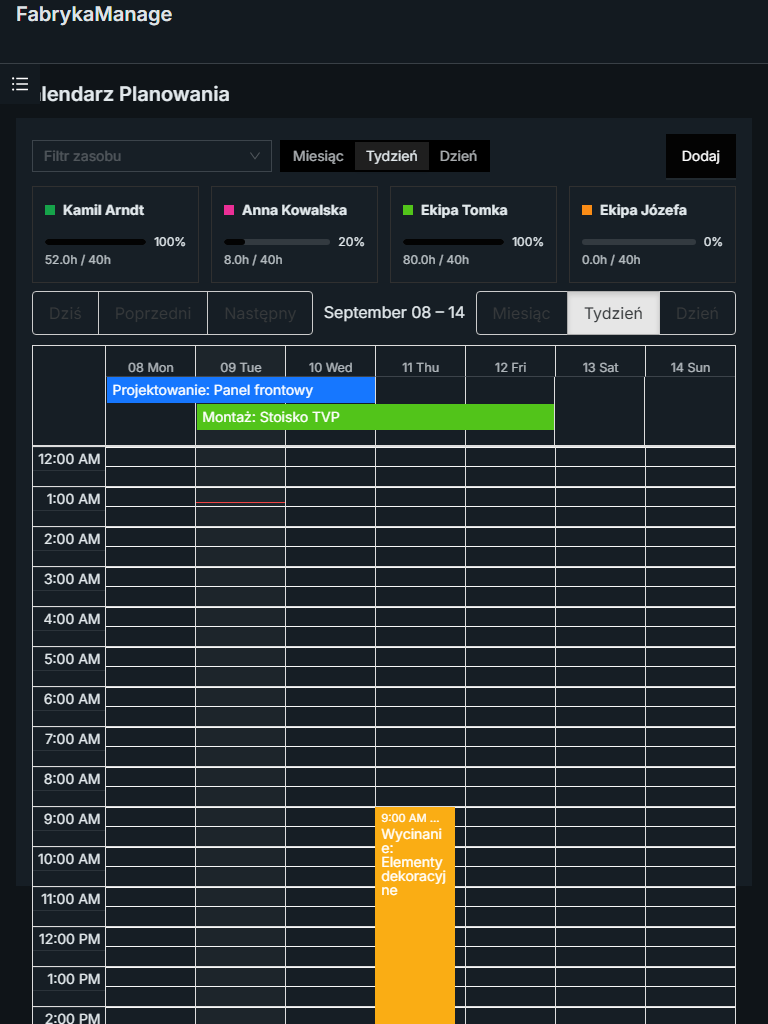 FabrykaManage
lendarz Planowania
Filtr zasobu
Miesiąc Tydzień Dzień
Dodaj
Kamil Arndt
100%
52.0h / 40h
Anna Kowalska
20%
8.0h / 40h
Ekipa Tomka
100%
80.0h / 40h
Ekipa Józefa
0%
0.0h / 40h
Dziś Poprzedni Następny
September 08 – 14
Miesiąc Tydzień Dzień
08 Mon 09 Tue 10 Wed 11 Thu 12 Fri 13 Sat 14 Sun
Projektowanie: Panel frontowy
Montaż: Stoisko TVP
12:00 AM
1:00 AM
2:00 AM
3:00 AM
4:00 AM
5:00 AM
6:00 AM
7:00 AM
8:00 AM
9:00 AM
9:00 AM ...
Wycinani
e:
Elementy
dekoracyj
ne
10:00 AM
11:00 AM
12:00 PM
1:00 PM
2:00 PM